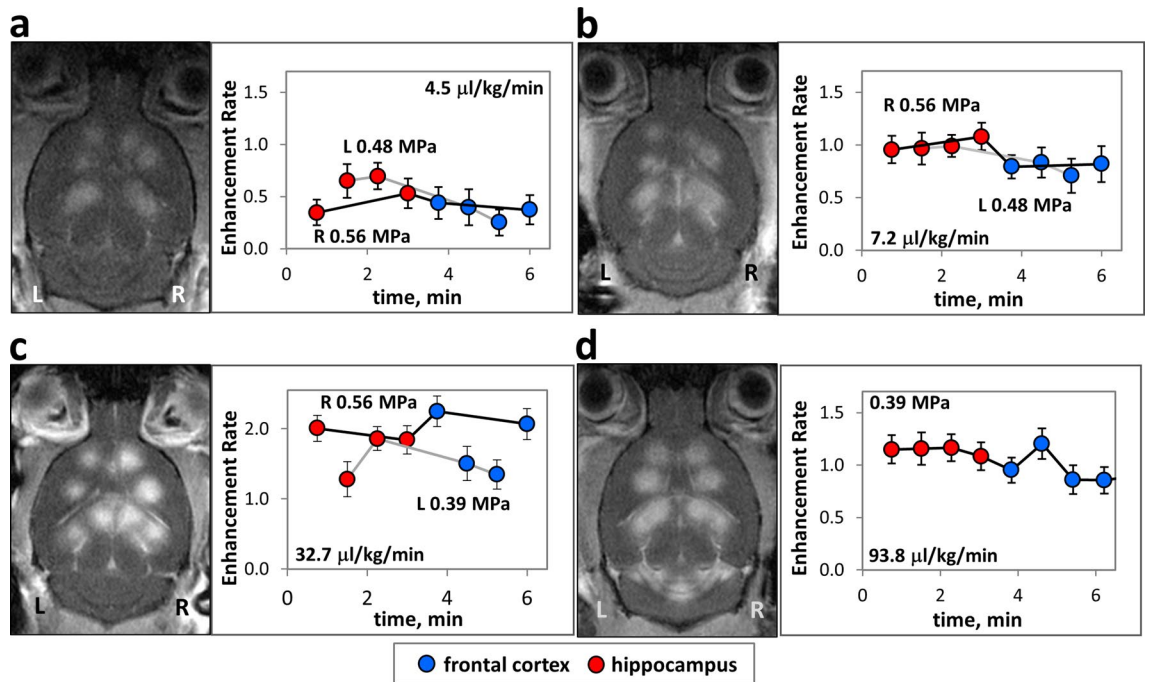 a
L
R
Enhancement Rate
1.5
1.0
0.5
0.0
4.5 µl/kg/min
L 0.48 MPa
R 0.56 MPa
0
2
4
6
time, min
b
L
R
Enhancement Rate
1.5
1.0
0.5
0.0
R 0.56 MPa
L 0.48 MPa
7.2 µl/kg/min
0
2
4
6
time, min
c
L
R
Enhancement Rate
2.0
1.0
0.0
R 0.56 MPa
L 0.39 MPa
32.7 µl/kg/min
0
2
4
6
time, min
d
L
R
Enhancement Rate
1.5
1.0
0.5
0.0
0.39 MPa
93.8 µl/kg/min
0
2
4
6
time, min
frontal cortex
hippocampus